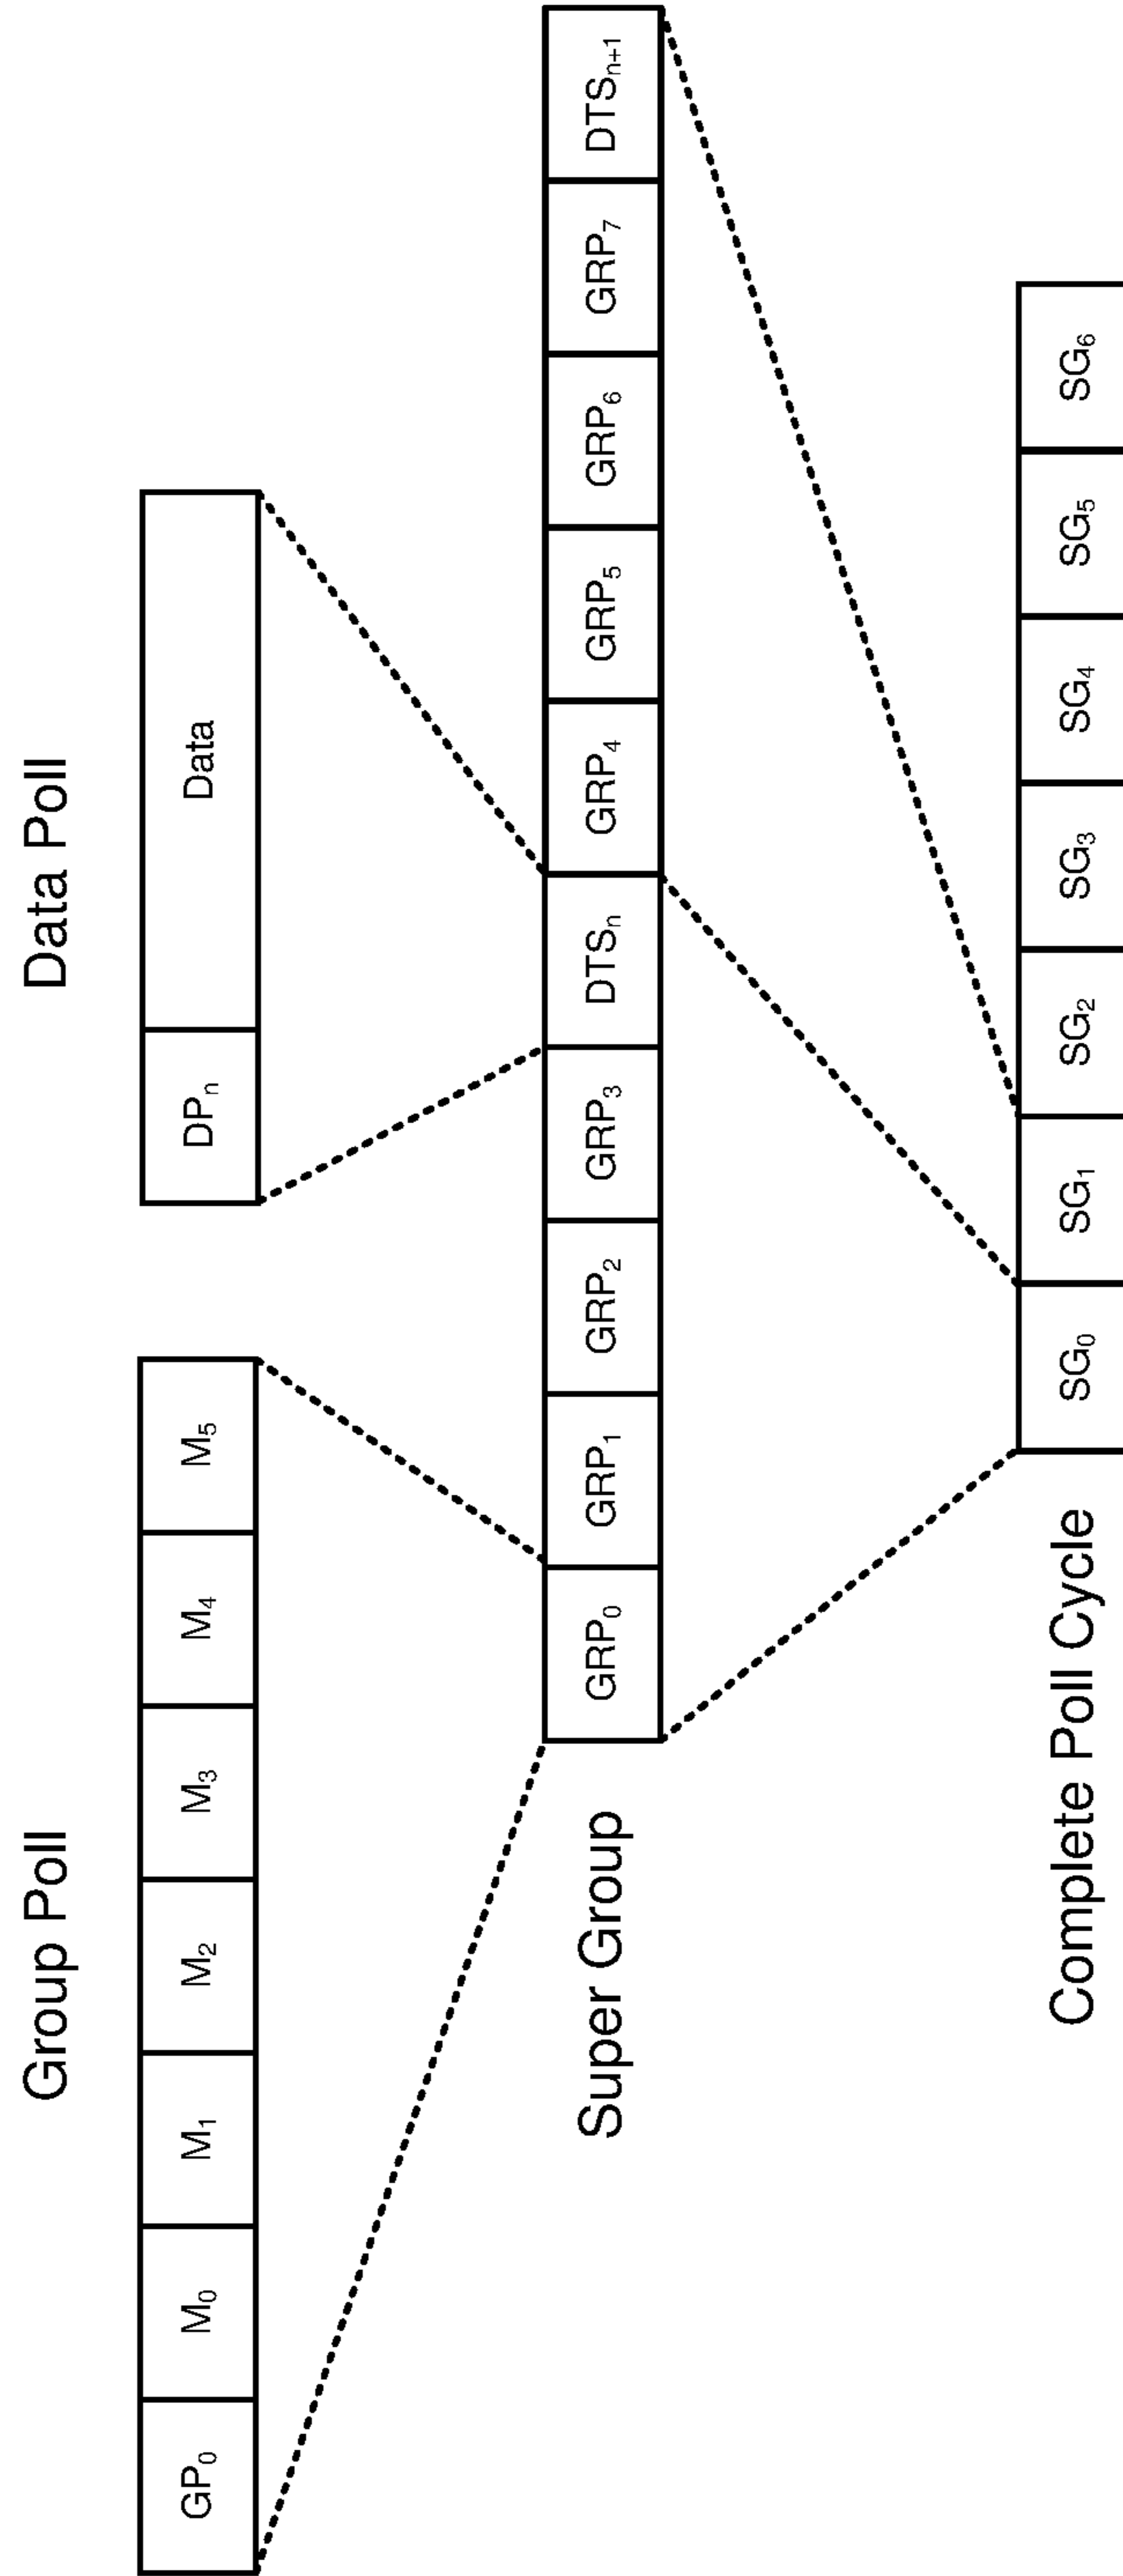 Group Poll
Data Poll
GP₀ M₀ M₁ M₂ M₃ M₄ M₅
DPₙ Data
Super Group
GRP₀ GRP₁ GRP₂ GRP₃ DTSₙ GRP₄ GRP₅ GRP₆ GRP₇ DTSₙ₊₁
Complete Poll Cycle
SG₀ SG₁ SG₂ SG₃ SG₄ SG₅ SG₆